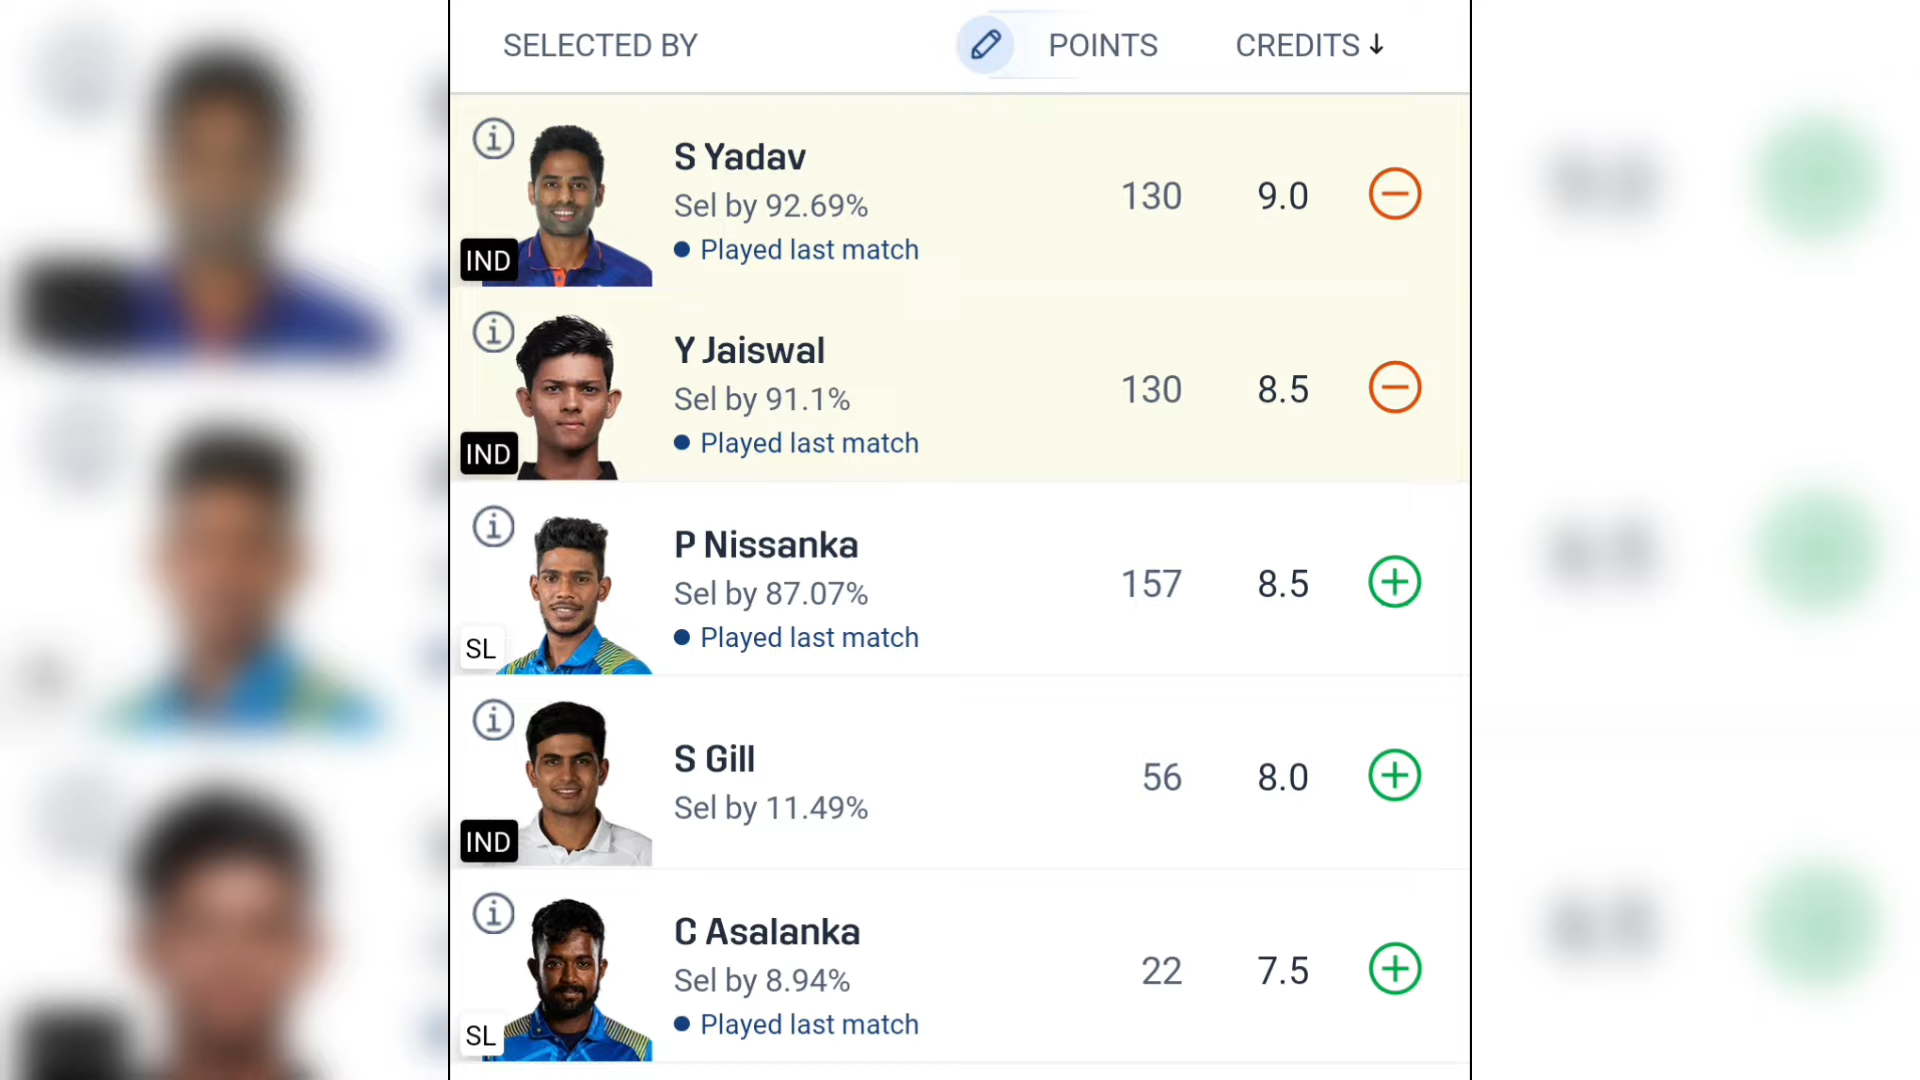 SELECTED BY POINTS CREDITS ↓
S Yadav
Sel by 92.69% 130 9.0
Played last match
IND
Y Jaiswal
Sel by 91.1% 130 8.5
Played last match
IND
P Nissanka
Sel by 87.07% 157 8.5
Played last match
SL
S Gill
Sel by 11.49% 56 8.0
IND
C Asalanka
Sel by 8.94% 22 7.5
Played last match
SL